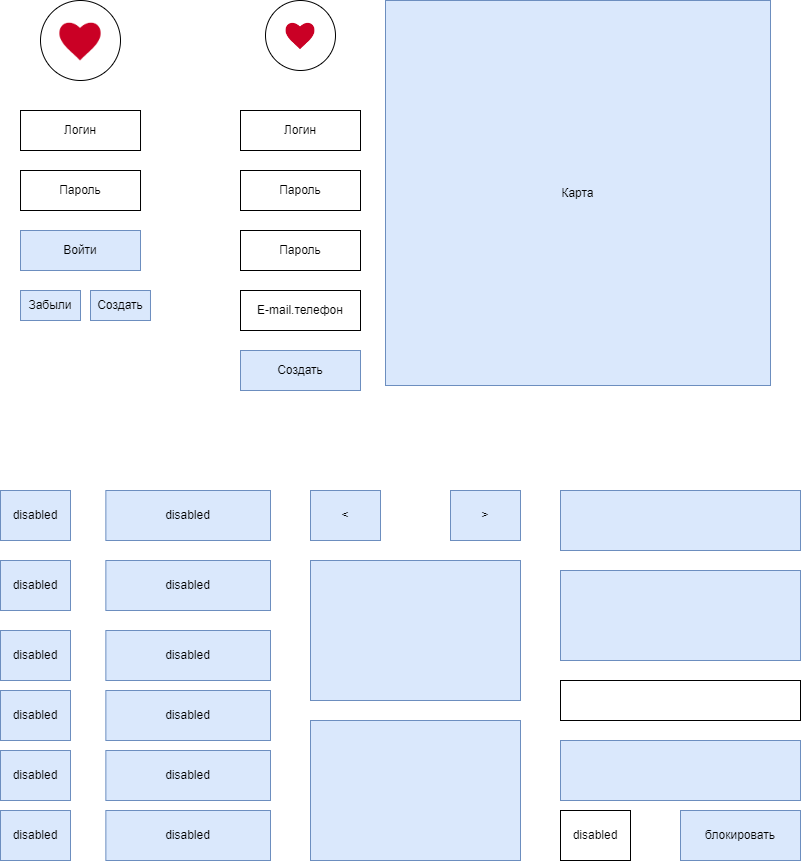 Логин
Пароль
Войти
Забыли
Создать
Логин
Пароль
Пароль
E-mail.телефон
Создать
Карта
disabled
disabled
<
>
disabled
disabled
disabled
disabled
disabled
disabled
disabled
disabled
disabled
disabled
disabled
блокировать